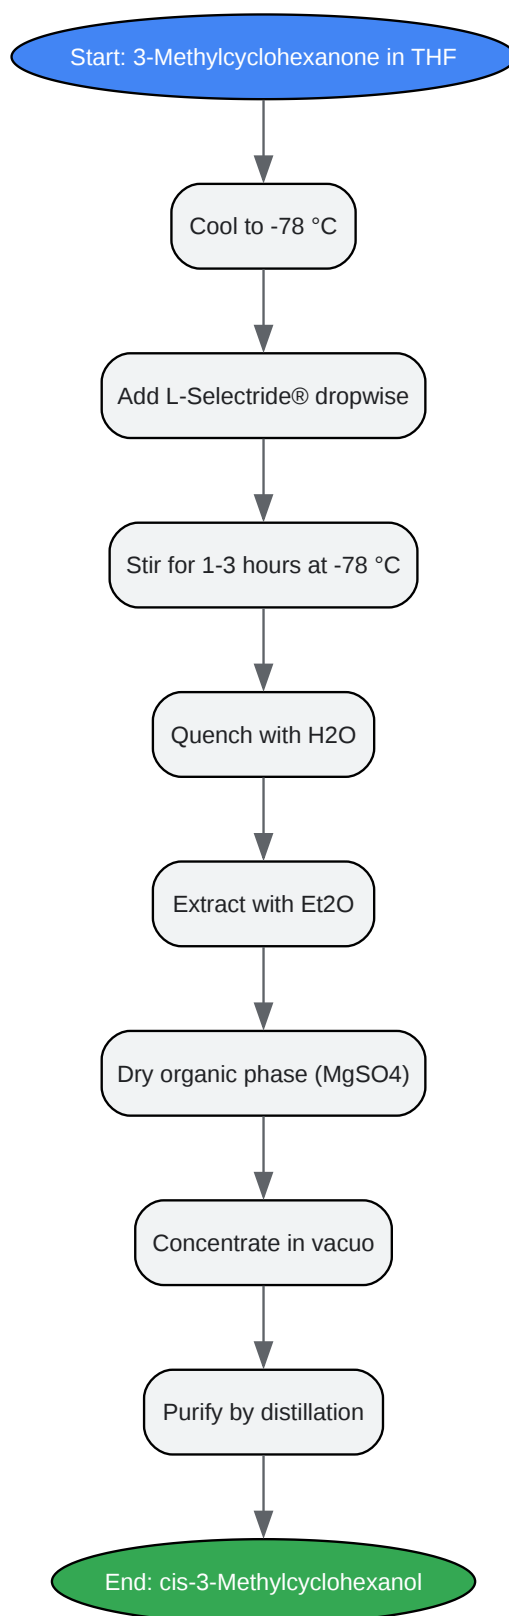 Start: 3-Methylcyclohexanone in THF
Cool to -78 °C
Add L-Selectride® dropwise
Stir for 1-3 hours at -78 °C
Quench with H2O
Extract with Et2O
Dry organic phase (MgSO4)
Concentrate in vacuo
Purify by distillation
End: cis-3-Methylcyclohexanol